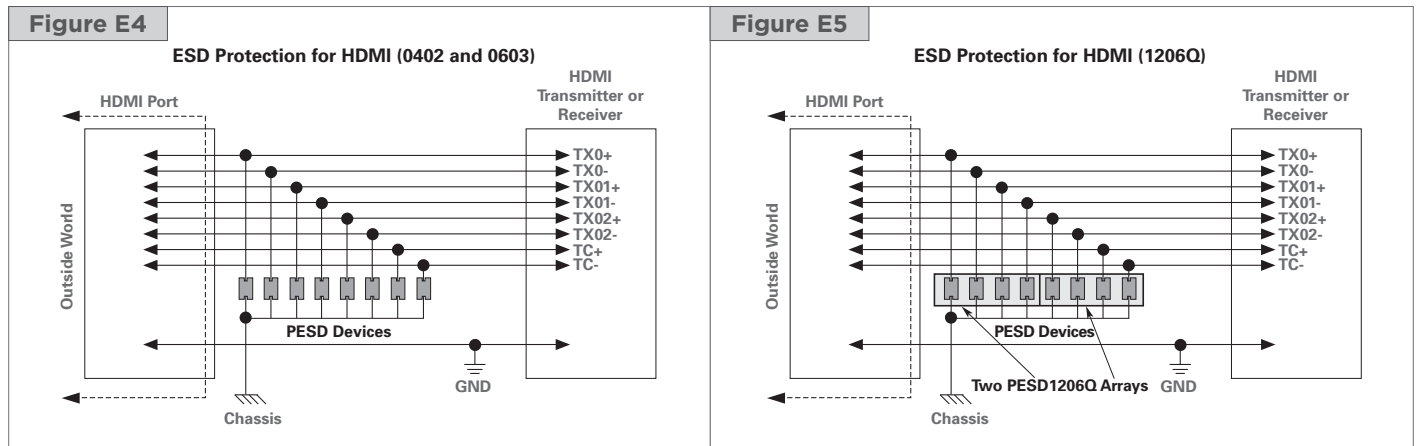 Figure E4
ESD Protection for HDMI (0402 and 0603)
HDMI Port
HDMI
Transmitter or
Receiver
Outside World
TX0+
TX0-
TX01+
TX01-
TX02+
TX02-
TC+
TC-
PESD Devices
GND
Chassis
Figure E5
ESD Protection for HDMI (1206Q)
HDMI Port
HDMI
Transmitter or
Receiver
Outside World
TX0+
TX0-
TX01+
TX01-
TX02+
TX02-
TC+
TC-
PESD Devices
Two PESD1206Q Arrays
GND
Chassis